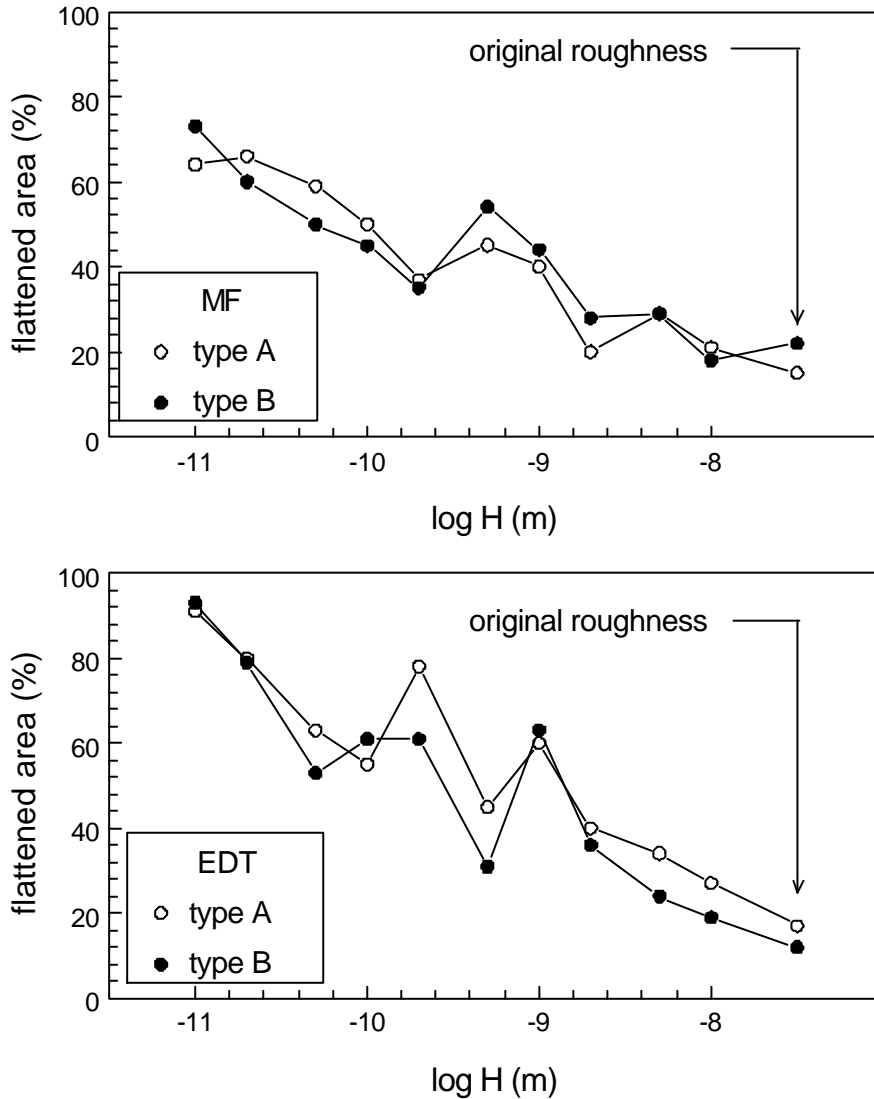 100
80
60
40
20
0
flattened area (%)
original roughness
MF
type A
type B
-11 -10 -9 -8
log H (m)
100
80
60
40
20
0
flattened area (%)
original roughness
EDT
type A
type B
-11 -10 -9 -8
log H (m)